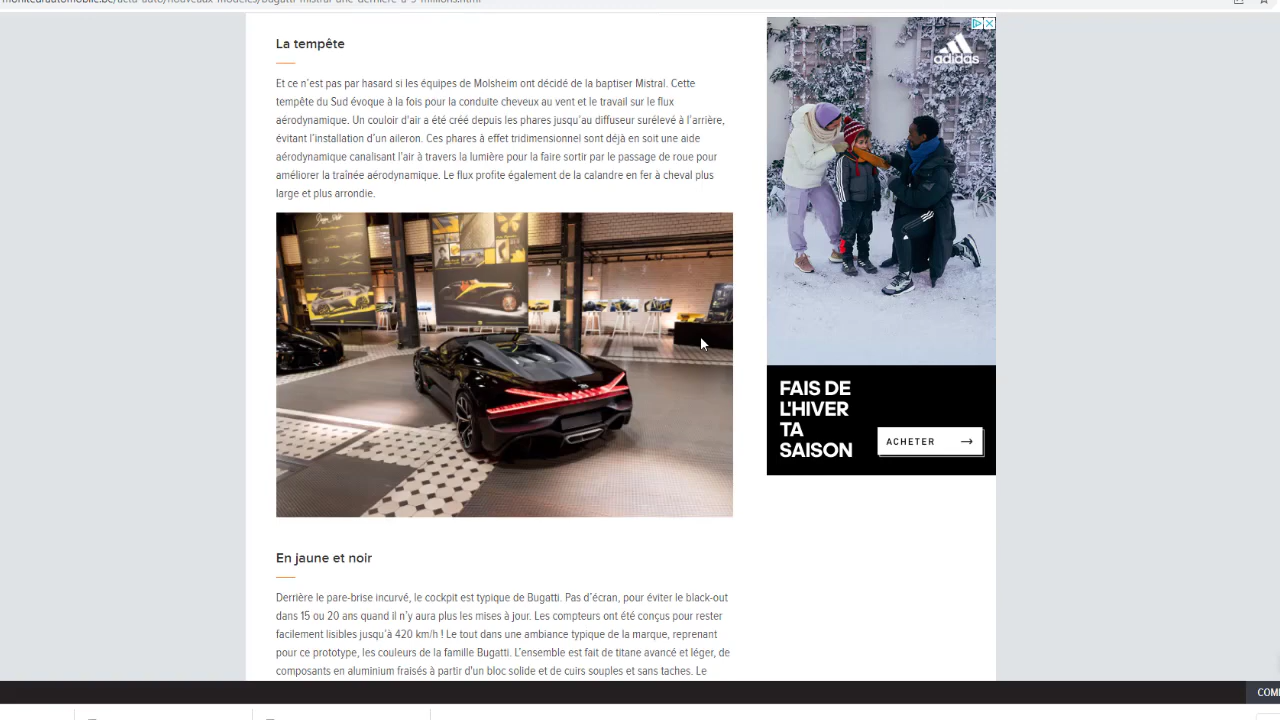 La tempête
Et ce n'est pas par hasard si les équipes de Molsheim ont décidé de la baptiser Mistral. Cette
tempête du Sud évoque à la fois pour la conduite cheveux au vent et le travail sur le flux
aérodynamique. Un couloir d'air a été créé depuis les phares jusqu'au diffuseur surélevé à l'arrière,
évitant l'installation d'un aileron. Ces phares à effet tridimensionnel sont déjà en soit une aide
aérodynamique canalisant l'air à travers la lumière pour la faire sortir par le passage de roue pour
améliorer la traînée aérodynamique. Le flux profite également de la calandre en fer à cheval plus
large et plus arrondie.
En jaune et noir
Derrière le pare-brise incurvé, le cockpit est typique de Bugatti. Pas d'écran, pour éviter le black-out
dans 15 ou 20 ans quand il n'y aura plus les mises à jour. Les compteurs ont été conçus pour rester
facilement lisibles jusqu'à 420 km/h ! Le tout dans une ambiance typique de la marque, reprenant
pour ce prototype, les couleurs de la famille Bugatti. L'ensemble est fait de titane avancé et léger, de
composants en aluminium fraisés à partir d'un bloc solide et de cuirs souples et sans taches. Le
adidas
FAIS DE
L'HIVER
TA
SAISON
ACHETER